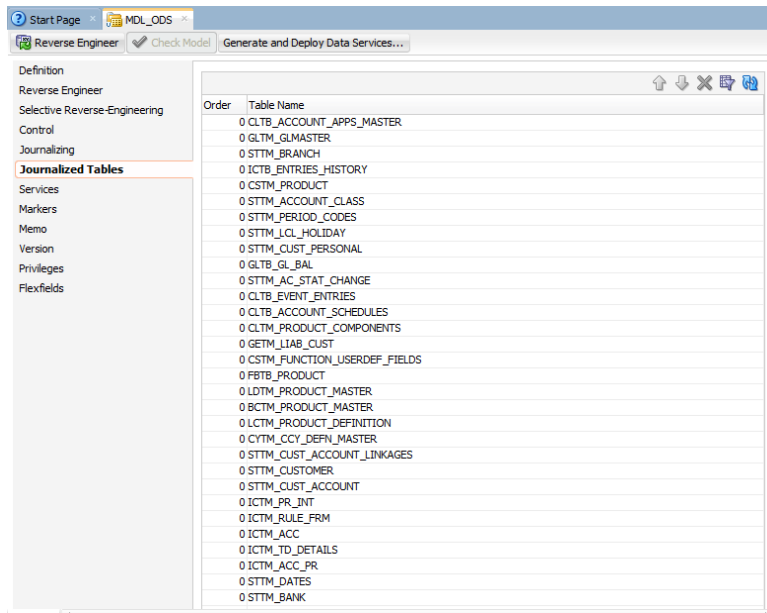 Start Page
MDL_ODS
Reverse Engineer
Check Model
Generate and Deploy Data Services...
Definition
Reverse Engineer
Selective Reverse-Engineering
Control
Journalizing
Journalized Tables
Services
Markers
Memo
Version
Privileges
Flexfields
Order Table Name
0 CLTB_ACCOUNT_APPS_MASTER
0 GLTM_GLMASTER
0 STTM_BRANCH
0 ICTB_ENTRIES_HISTORY
0 CSTM_PRODUCT
0 STTM_ACCOUNT_CLASS
0 STTM_PERIOD_CODES
0 STTM_LCL_HOLIDAY
0 STTM_CUST_PERSONAL
0 GLTB_GL_BAL
0 STTM_AC_STAT_CHANGE
0 CLTB_EVENT_ENTRIES
0 CLTB_ACCOUNT_SCHEDULES
0 CLTM_PRODUCT_COMPONENTS
0 GETM_LIAB_CUST
0 CSTM_FUNCTION_USERDEF_FIELDS
0 FBTB_PRODUCT
0 LDTM_PRODUCT_MASTER
0 BCTM_PRODUCT_MASTER
0 LCTM_PRODUCT_DEFINITION
0 CYTM_CCY_DEFN_MASTER
0 STTM_CUST_ACCOUNT_LINKAGES
0 STTM_CUSTOMER
0 STTM_CUST_ACCOUNT
0 ICTM_PR_INT
0 ICTM_RULE_FRM
0 ICTM_ACC
0 ICTM_TD_DETAILS
0 ICTM_ACC_PR
0 STTM_DATES
0 STTM_BANK